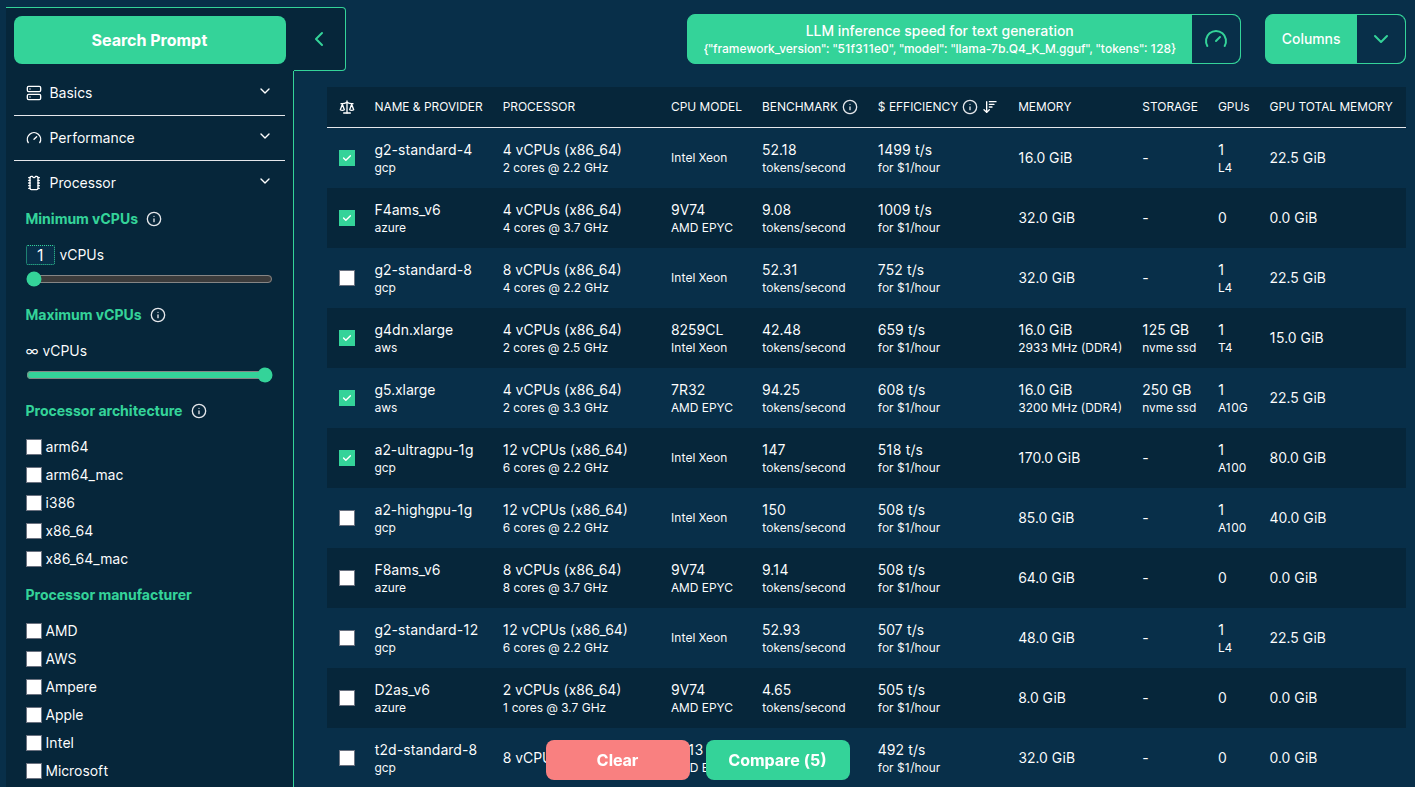 Search Prompt
LLM inference speed for text generation
{"framework_version": "51f311e0", "model": "llama-7b.Q4_K_M.gguf", "tokens": 128}
Columns
Basics
Performance
Processor
Minimum vCPUs
1 vCPUs
Maximum vCPUs
∞ vCPUs
Processor architecture
arm64
arm64_mac
i386
x86_64
x86_64_mac
Processor manufacturer
AMD
AWS
Ampere
Apple
Intel
Microsoft
NAME & PROVIDER PROCESSOR CPU MODEL BENCHMARK $ EFFICIENCY MEMORY STORAGE GPUs GPU TOTAL MEMORY
g2-standard-4 4 vCPUs (x86_64) Intel Xeon 52.18 1499 t/s 16.0 GiB - 1 22.5 GiB
gcp 2 cores @ 2.2 GHz tokens/second for $1/hour L4
F4ams_v6 4 vCPUs (x86_64) 9V74 9.08 1009 t/s 32.0 GiB - 0 0.0 GiB
azure 4 cores @ 3.7 GHz AMD EPYC tokens/second for $1/hour
g2-standard-8 8 vCPUs (x86_64) Intel Xeon 52.31 752 t/s 32.0 GiB - 1 22.5 GiB
gcp 4 cores @ 2.2 GHz tokens/second for $1/hour L4
g4dn.xlarge 4 vCPUs (x86_64) 8259CL 42.48 659 t/s 16.0 GiB 125 GB 1 15.0 GiB
aws 2 cores @ 2.5 GHz Intel Xeon tokens/second for $1/hour 2933 MHz (DDR4) nvme ssd T4
g5.xlarge 4 vCPUs (x86_64) 7R32 94.25 608 t/s 16.0 GiB 250 GB 1 22.5 GiB
aws 2 cores @ 3.3 GHz AMD EPYC tokens/second for $1/hour 3200 MHz (DDR4) nvme ssd A10G
a2-ultragpu-1g 12 vCPUs (x86_64) Intel Xeon 147 518 t/s 170.0 GiB - 1 80.0 GiB
gcp 6 cores @ 2.2 GHz tokens/second for $1/hour A100
a2-highgpu-1g 12 vCPUs (x86_64) Intel Xeon 150 508 t/s 85.0 GiB - 1 40.0 GiB
gcp 6 cores @ 2.2 GHz tokens/second for $1/hour A100
F8ams_v6 8 vCPUs (x86_64) 9V74 9.14 508 t/s 64.0 GiB - 0 0.0 GiB
azure 8 cores @ 3.7 GHz AMD EPYC tokens/second for $1/hour
g2-standard-12 12 vCPUs (x86_64) Intel Xeon 52.93 507 t/s 48.0 GiB - 1 22.5 GiB
gcp 6 cores @ 2.2 GHz tokens/second for $1/hour L4
D2as_v6 2 vCPUs (x86_64) 9V74 4.65 505 t/s 8.0 GiB - 0 0.0 GiB
azure 1 cores @ 3.7 GHz AMD EPYC tokens/second for $1/hour
t2d-standard-8 492 t/s 32.0 GiB - 0 0.0 GiB
gcp for $1/hour
Clear
Compare (5)